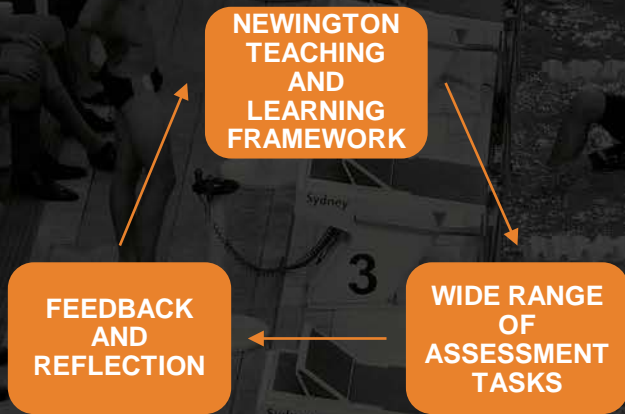 NEWINGTON
TEACHING
AND
LEARNING
FRAMEWORK
Sydney
3
FEEDBACK
AND
REFLECTION
WIDE RANGE
OF
ASSESSMENT
TASKS